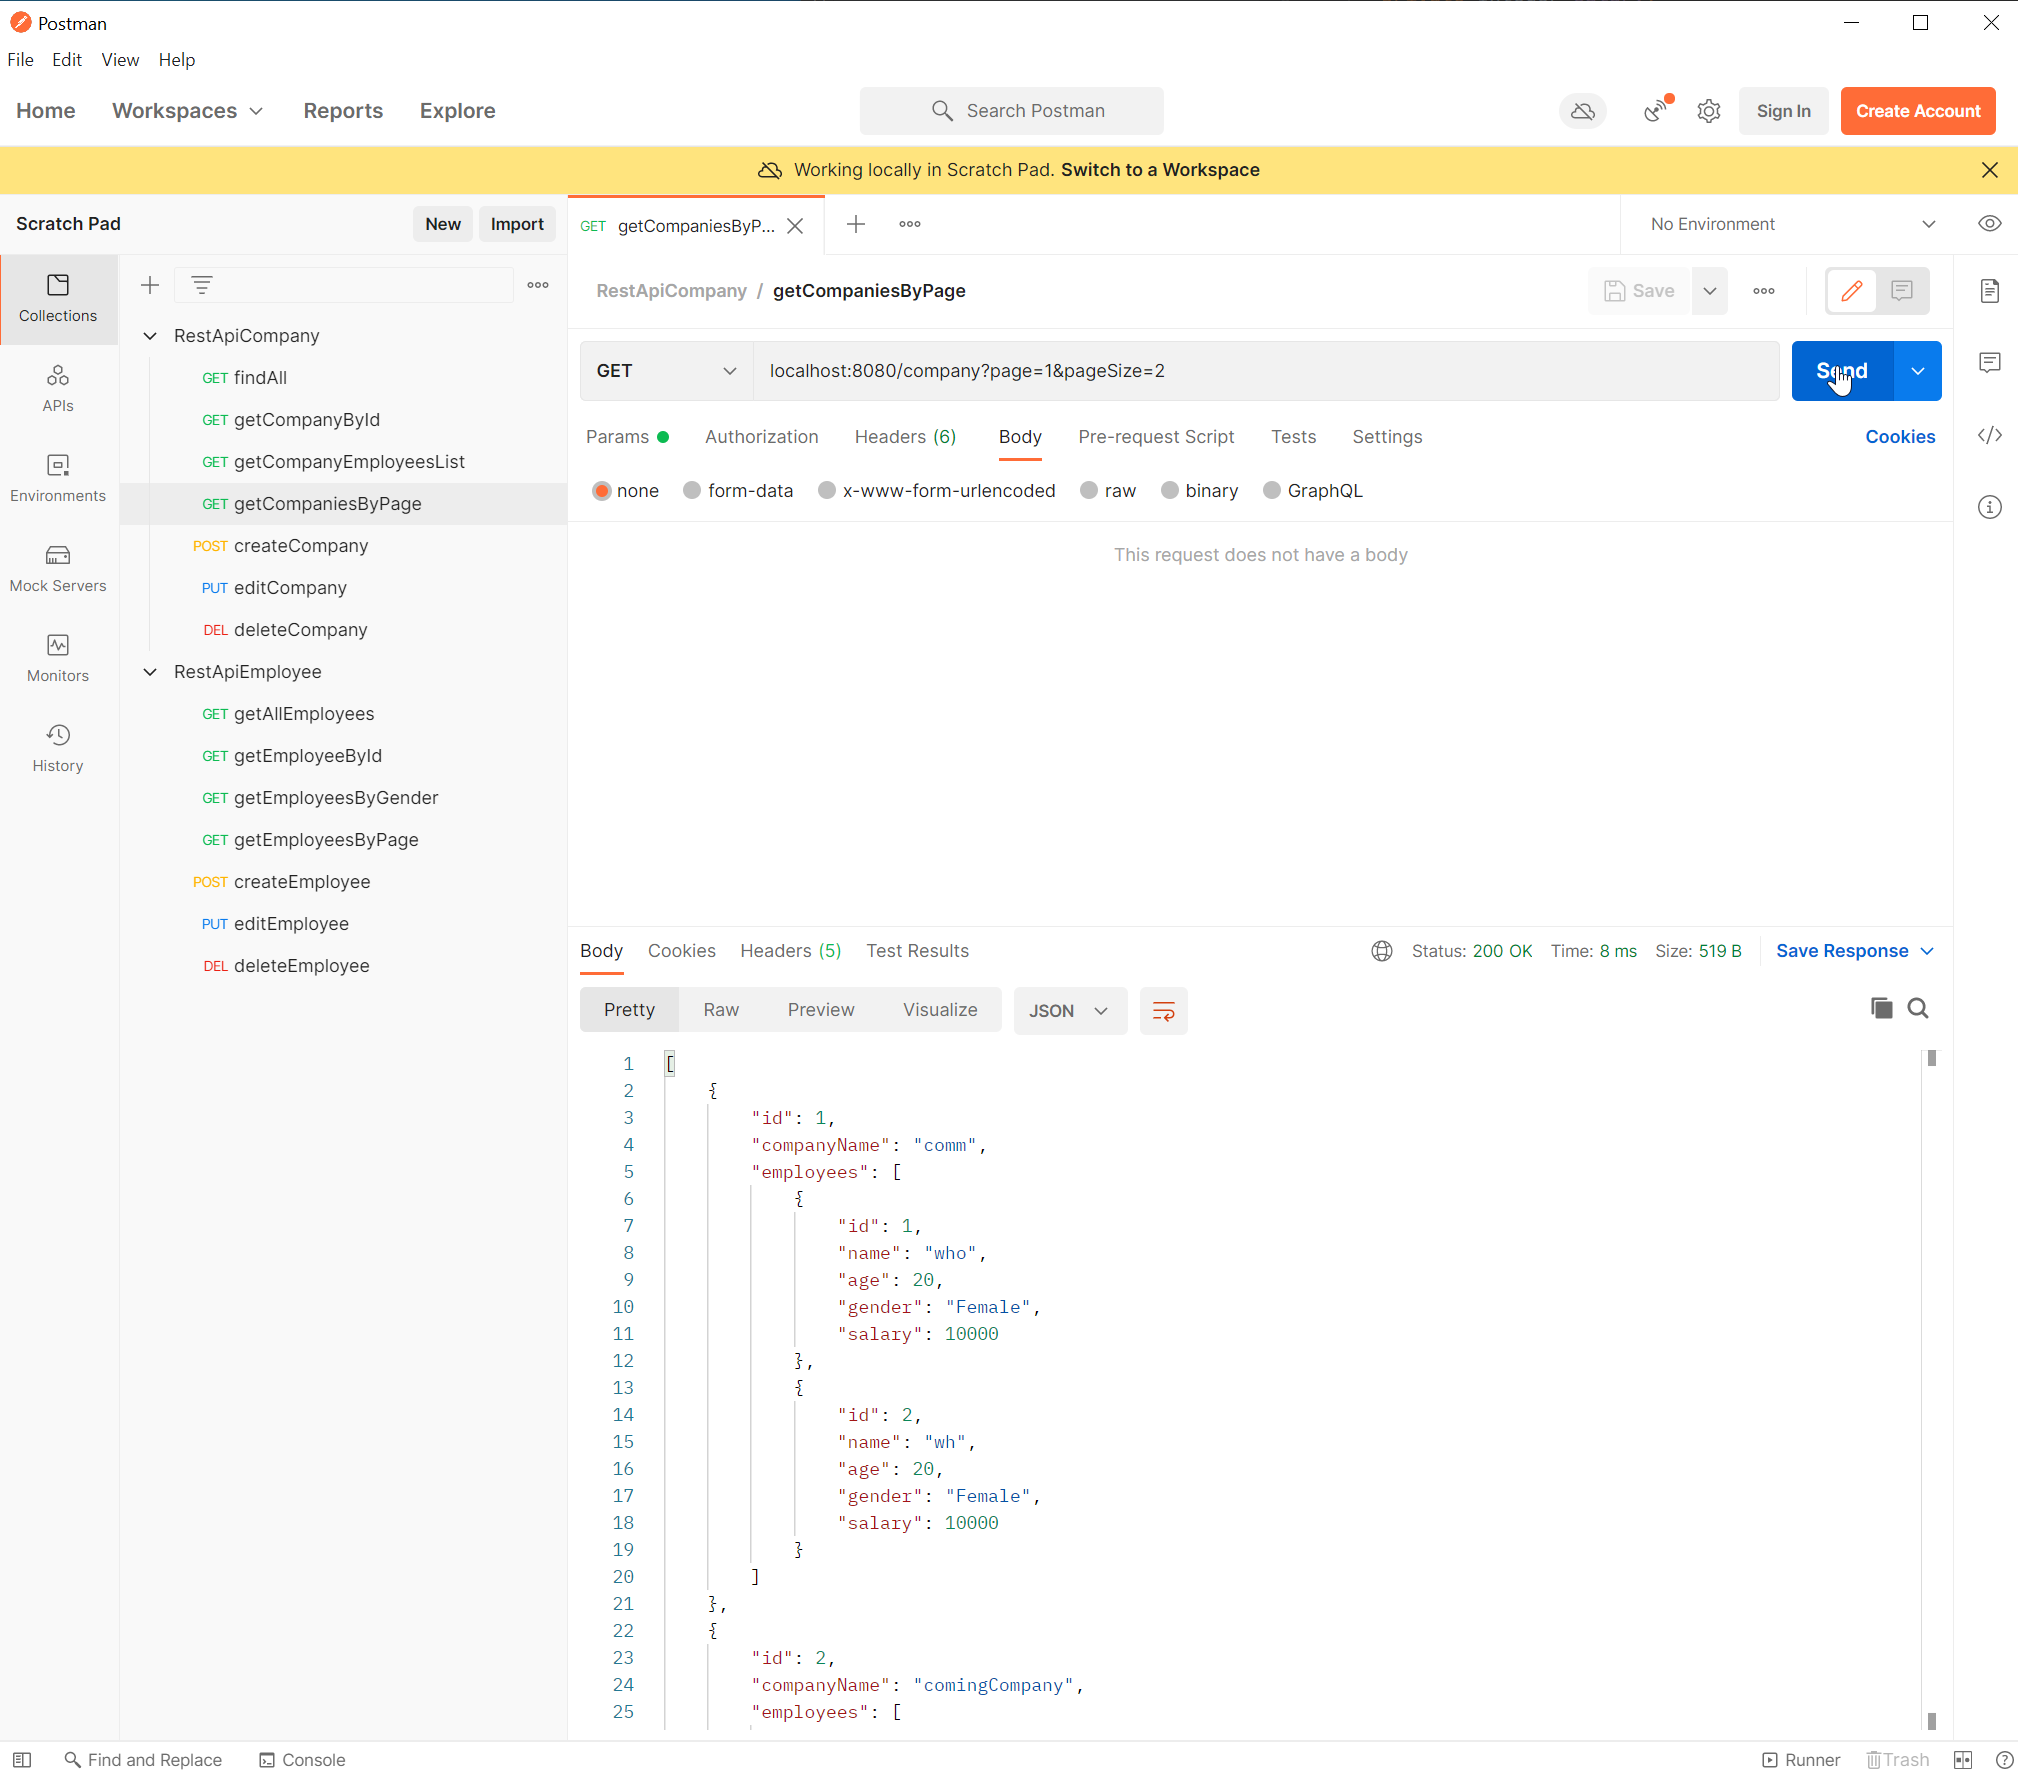 Postman
File Edit View Help
Home Workspaces Reports Explore Search Postman Sign In Create Account
Working locally in Scratch Pad. Switch to a Workspace
Scratch Pad New Import
GET getCompaniesByP... No Environment
Collections
APIs
Environments
Mock Servers
Monitors
History
RestApiCompany
GET findAll
GET getCompanyById
GET getCompanyEmployeesList
GET getCompaniesByPage
POST createCompany
PUT editCompany
DEL deleteCompany
RestApiEmployee
GET getAllEmployees
GET getEmployeeById
GET getEmployeesByGender
GET getEmployeesByPage
POST createEmployee
PUT editEmployee
DEL deleteEmployee
RestApiCompany / getCompaniesByPage Save
GET localhost:8080/company?page=1&pageSize=2 Send
Params Authorization Headers (6) Body Pre-request Script Tests Settings Cookies
none form-data x-www-form-urlencoded raw binary GraphQL
This request does not have a body
Body Cookies Headers (5) Test Results Status: 200 OK Time: 8 ms Size: 519 B Save Response
Pretty Raw Preview Visualize JSON
1 [
2 {
3 "id": 1,
4 "companyName": "comm",
5 "employees": [
6 {
7 "id": 1,
8 "name": "who",
9 "age": 20,
10 "gender": "Female",
11 "salary": 10000
12 },
13 {
14 "id": 2,
15 "name": "wh",
16 "age": 20,
17 "gender": "Female",
18 "salary": 10000
19 }
20 ]
21 },
22 {
23 "id": 2,
24 "companyName": "comingCompany",
25 "employees": [
Find and Replace Console Runner Trash